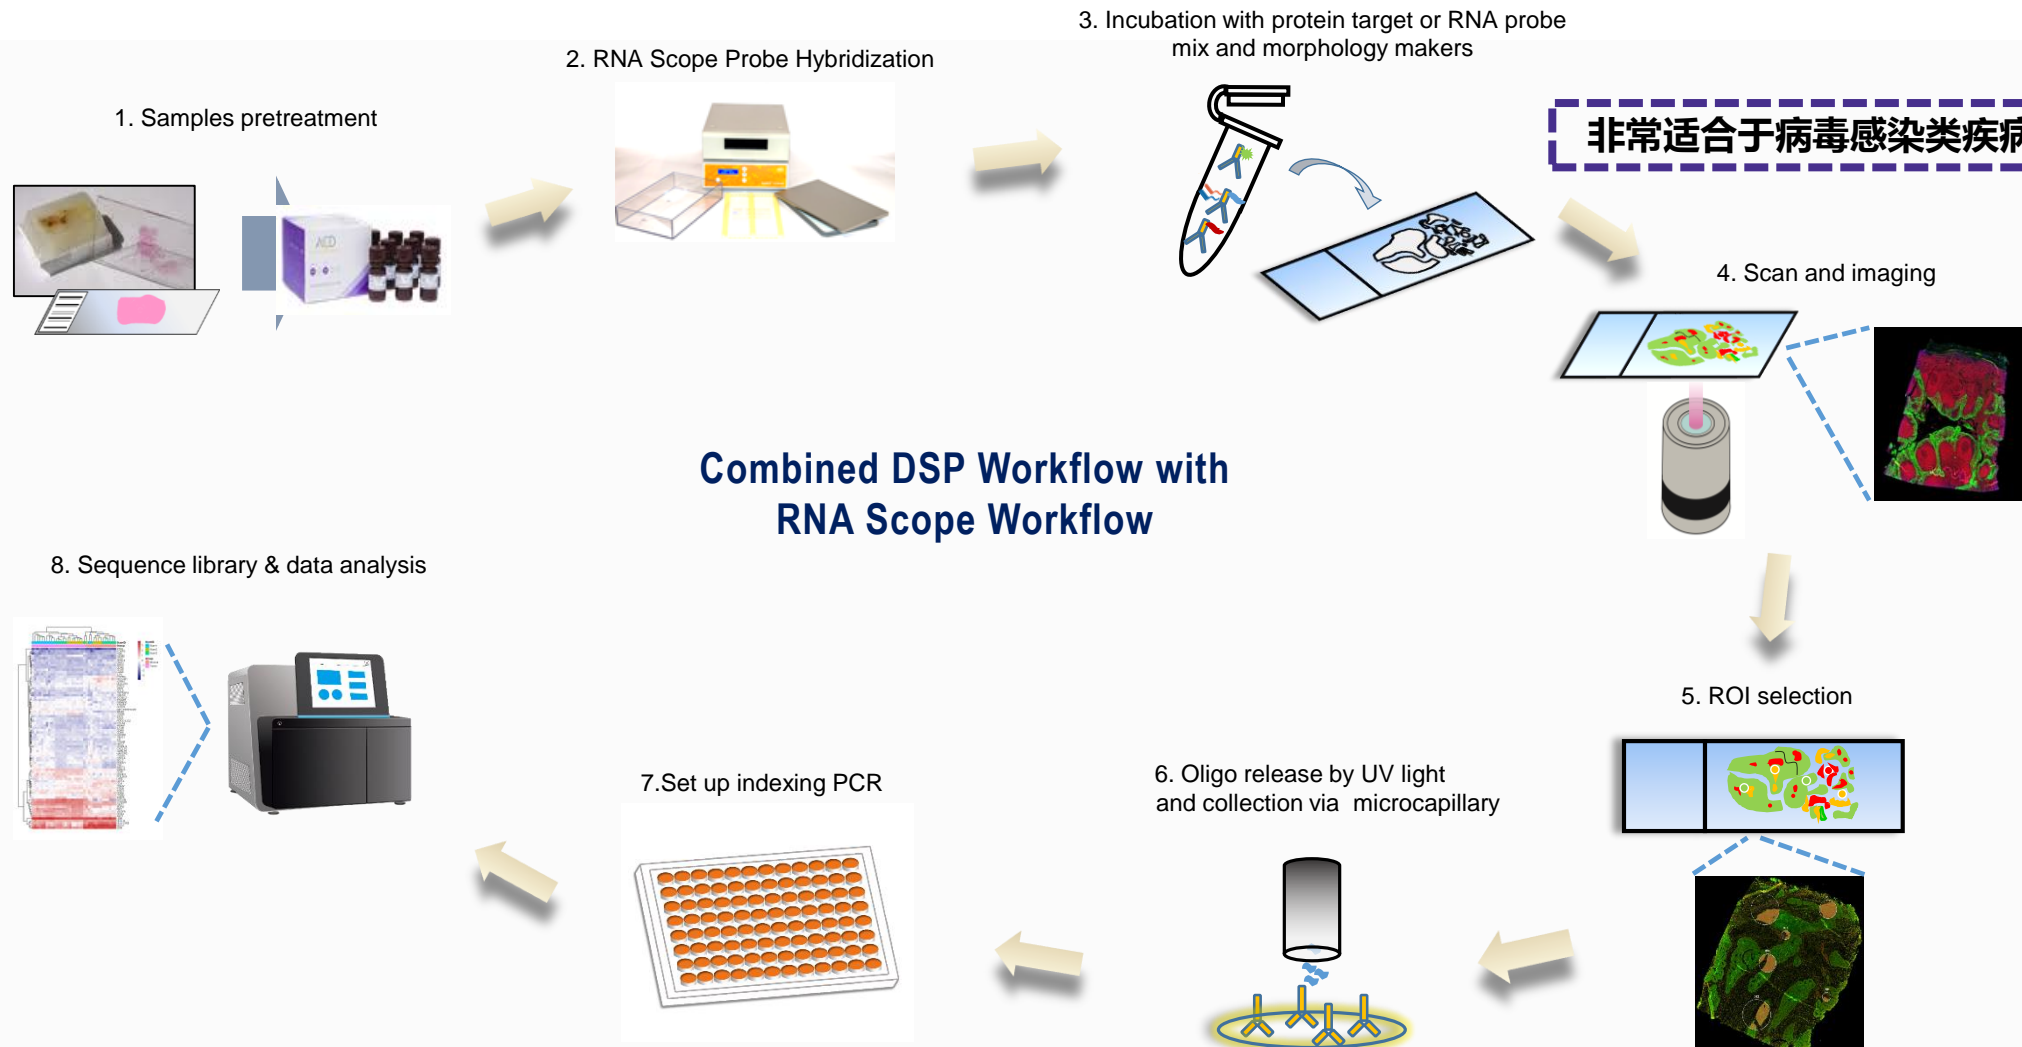 3. Incubation with protein target or RNA probe
mix and morphology makers
2. RNA Scope Probe Hybridization
1. Samples pretreatment
非常适合于病毒感染类疾病
ACD
4. Scan and imaging
Combined DSP Workflow with
RNA Scope Workflow
8. Sequence library & data analysis
5. ROI selection
7.Set up indexing PCR
6. Oligo release by UV light
and collection via microcapillary